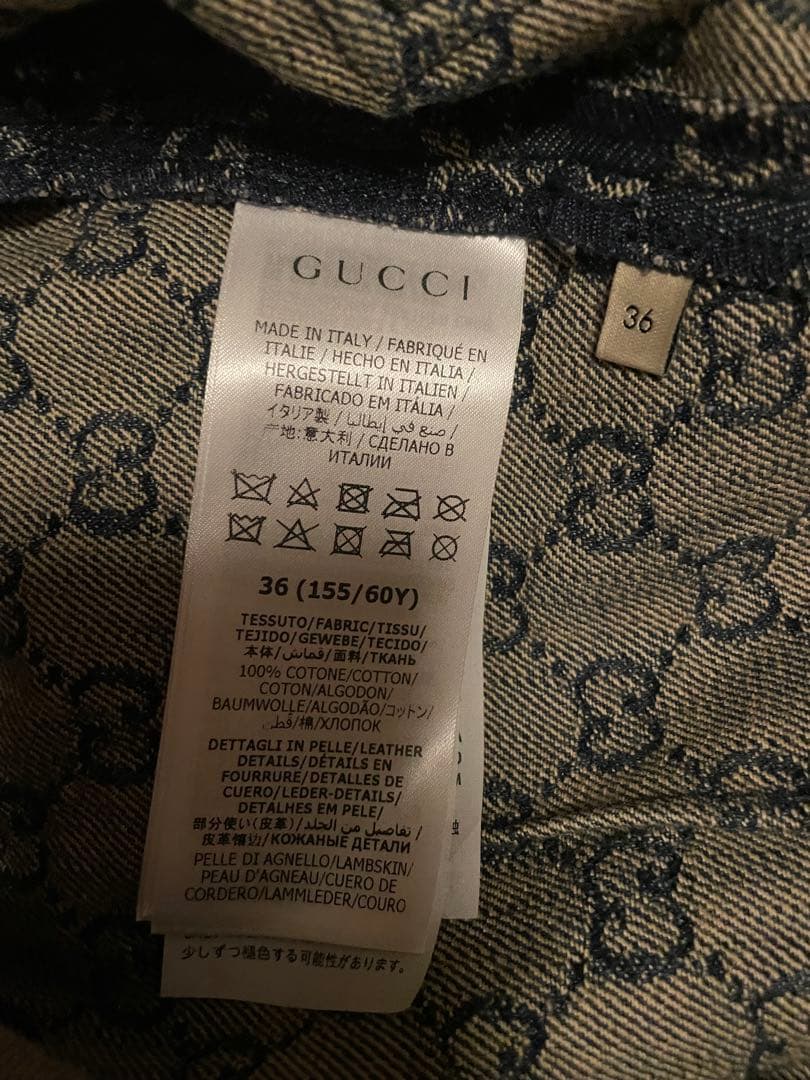 GUCCI
36
MADE IN ITALY / FABRIQUÉ EN
ITALIE / HECHO EN ITALIA /
HERGESTELLT IN ITALIEN /
FABRICADO EM ITÁLIA /
イタリア製 / صنع في إيطاليا /
产地:意大利 / СДЕЛАНО В
ИТАЛИИ
36 (155/60Y)
TESSUTO/FABRIC/TISSU/
TEJIDO/GEWEBE/TECIDO/
本体/قماش/面料/ТКАНЬ
100% COTONE/COTTON/
COTON/ALGODON/
BAUMWOLLE/ALGODÃO/コットン/
قطن/棉/ХЛОПОК
DETTAGLI IN PELLE/LEATHER
DETAILS/DÉTAILS EN
FOURRURE/DETALLES DE
CUERO/LEDER-DETAILS/
DETALHES EM PELE/
部分使い(皮革)/تفاصيل من الجلد/
皮革镶边/КОЖАНЫЕ ДЕТАЛИ
PELLE DI AGNELLO/LAMBSKIN/
PEAU D'AGNEAU/CUERO DE
CORDERO/LAMMLEDER/COURO
少しずつ褪色する可能性があります。